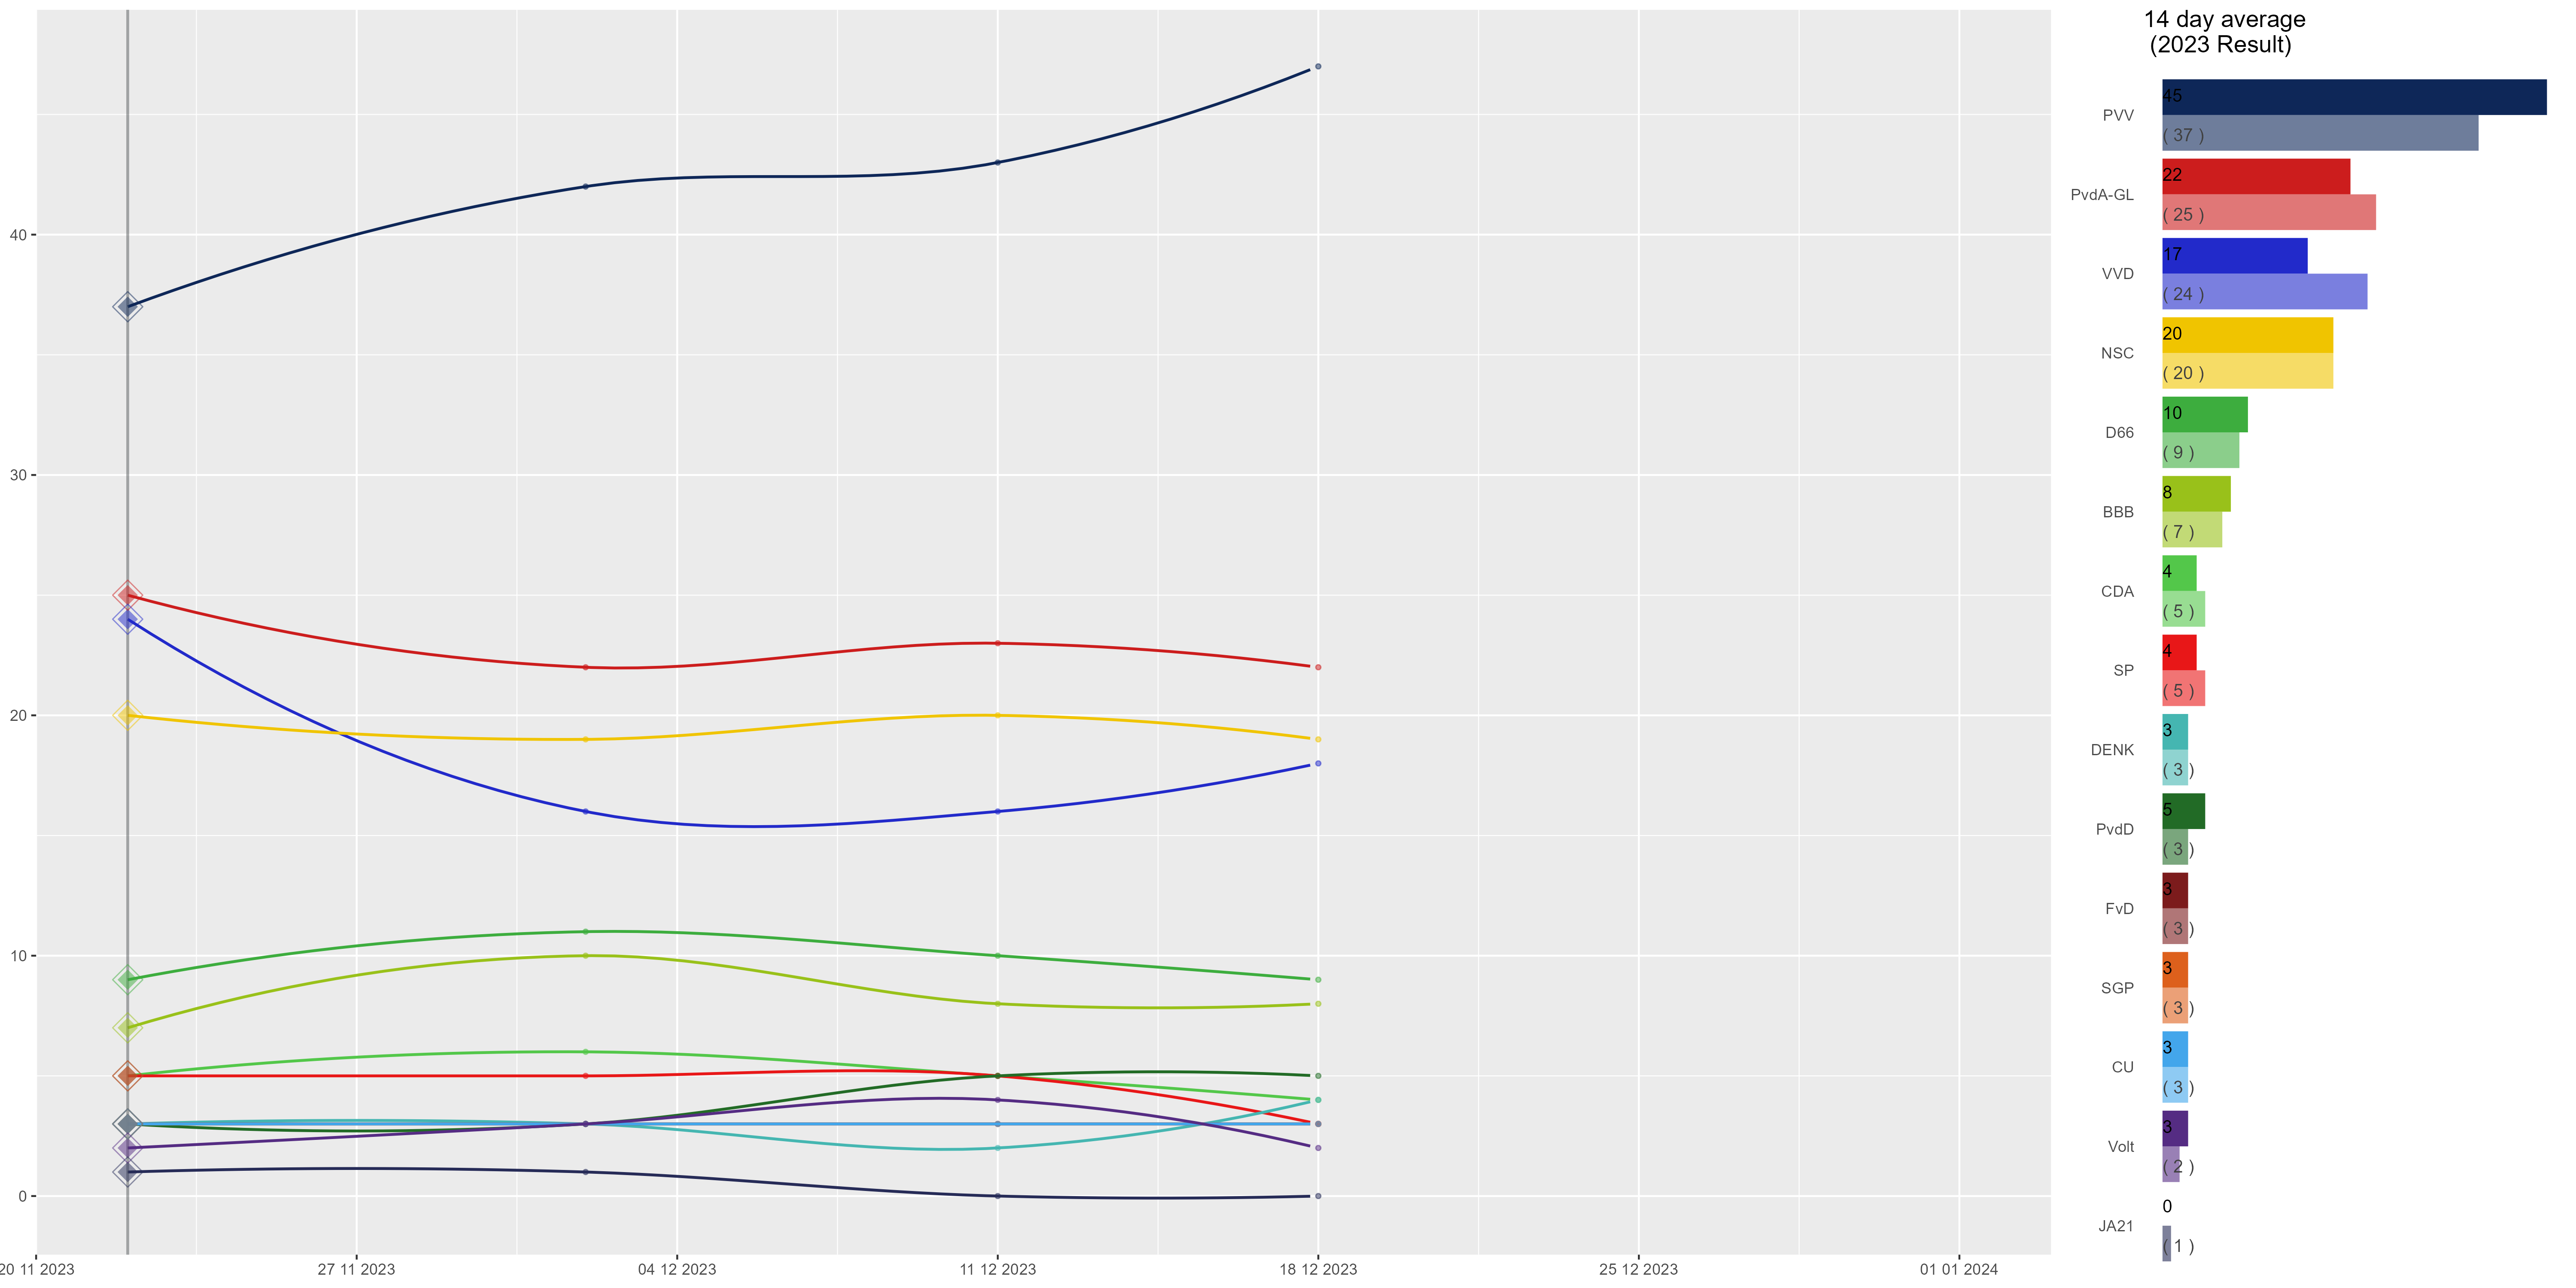 14 day average
(2023 Result)
40
30
20
10
0
20 11 2023
27 11 2023
04 12 2023
11 12 2023
18 12 2023
25 12 2023
01 01 2024
PVV
45
( 37 )
PvdA-GL
22
( 25 )
VVD
17
( 24 )
NSC
20
( 20 )
D66
10
( 9 )
BBB
8
( 7 )
CDA
4
( 5 )
SP
4
( 5 )
DENK
3
( 3 )
PvdD
5
( 3 )
FvD
3
( 3 )
SGP
3
( 3 )
CU
3
( 3 )
Volt
3
( 2 )
JA21
0
( 1 )